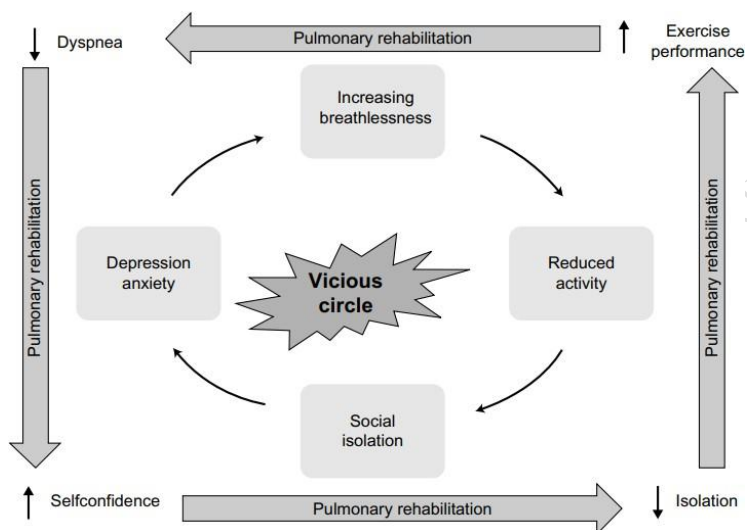 Dyspnea
Pulmonary rehabilitation
Exercise
performance
Increasing
breathlessness
Pulmonary rehabilitation
Depression
anxiety
Vicious
circle
Reduced
activity
Pulmonary rehabilitation
Social
isolation
Selfconfidence
Pulmonary rehabilitation
Isolation